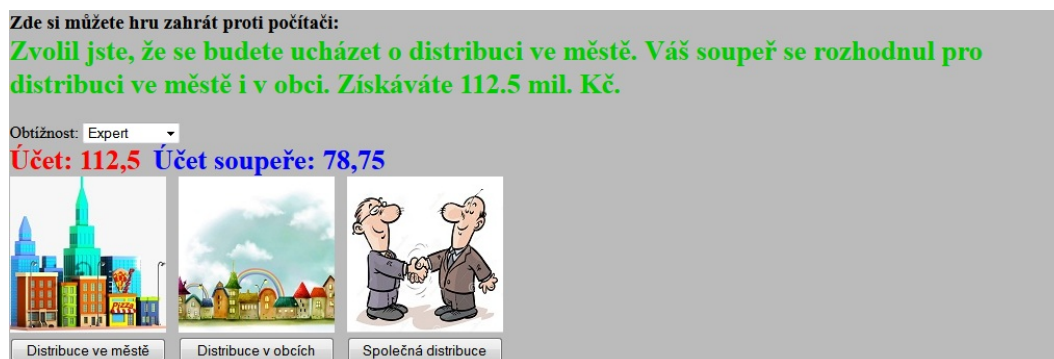 Zde si můžete hru zahrát proti počítači:
Zvolil jste, že se budete ucházet o distribuci ve městě. Váš soupeř se rozhodnul pro
distribuci ve městě i v obci. Získáváte 112.5 mil. Kč.
Obtížnost: Expert
Účet: 112,5 Účet soupeře: 78,75
PIZZA
Distribuce ve městě Distribuce v obcích Společná distribuce